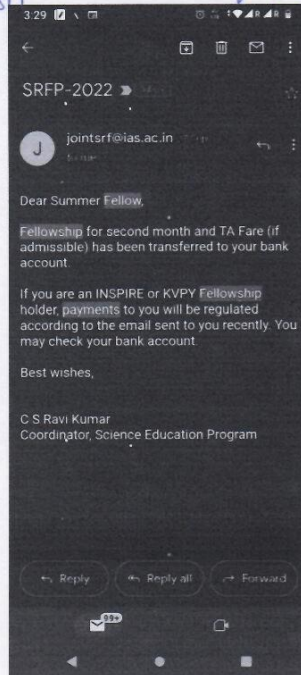 3:29
SRFP-2022
J
jointsrf@ias.ac.in
Dear Summer Fellow,
Fellowship for second month and TA Fare (if
admissible) has been transferred to your bank
account.
If you are an INSPIRE or KVPY Fellowship
holder, payments to you will be regulated
according to the email sent to you recently. You
may check your bank account.
Best wishes,
C S Ravi Kumar
Coordinator, Science Education Program
Reply
Reply all
Forward
99+